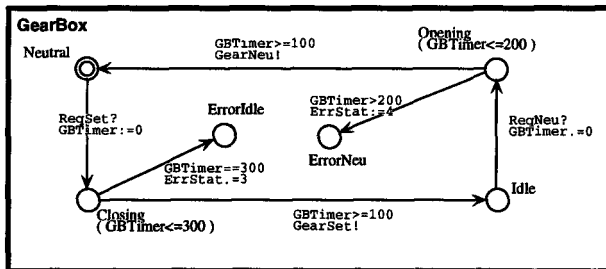 GearBox
Neutral
GBTimer>=100
GearNeu!
Opening
( GBTimer<=200 )
ReqSet?
GBTimer:=0
ErrorIdle
GBTimer>200
ErrStat:=4
ErrorNeu
ReqNeu?
GBTimer.=0
GBTimer==300
ErrStat.=3
Idle
Closing
( GBTimer<=300 )
GBTimer>=100
GearSet!